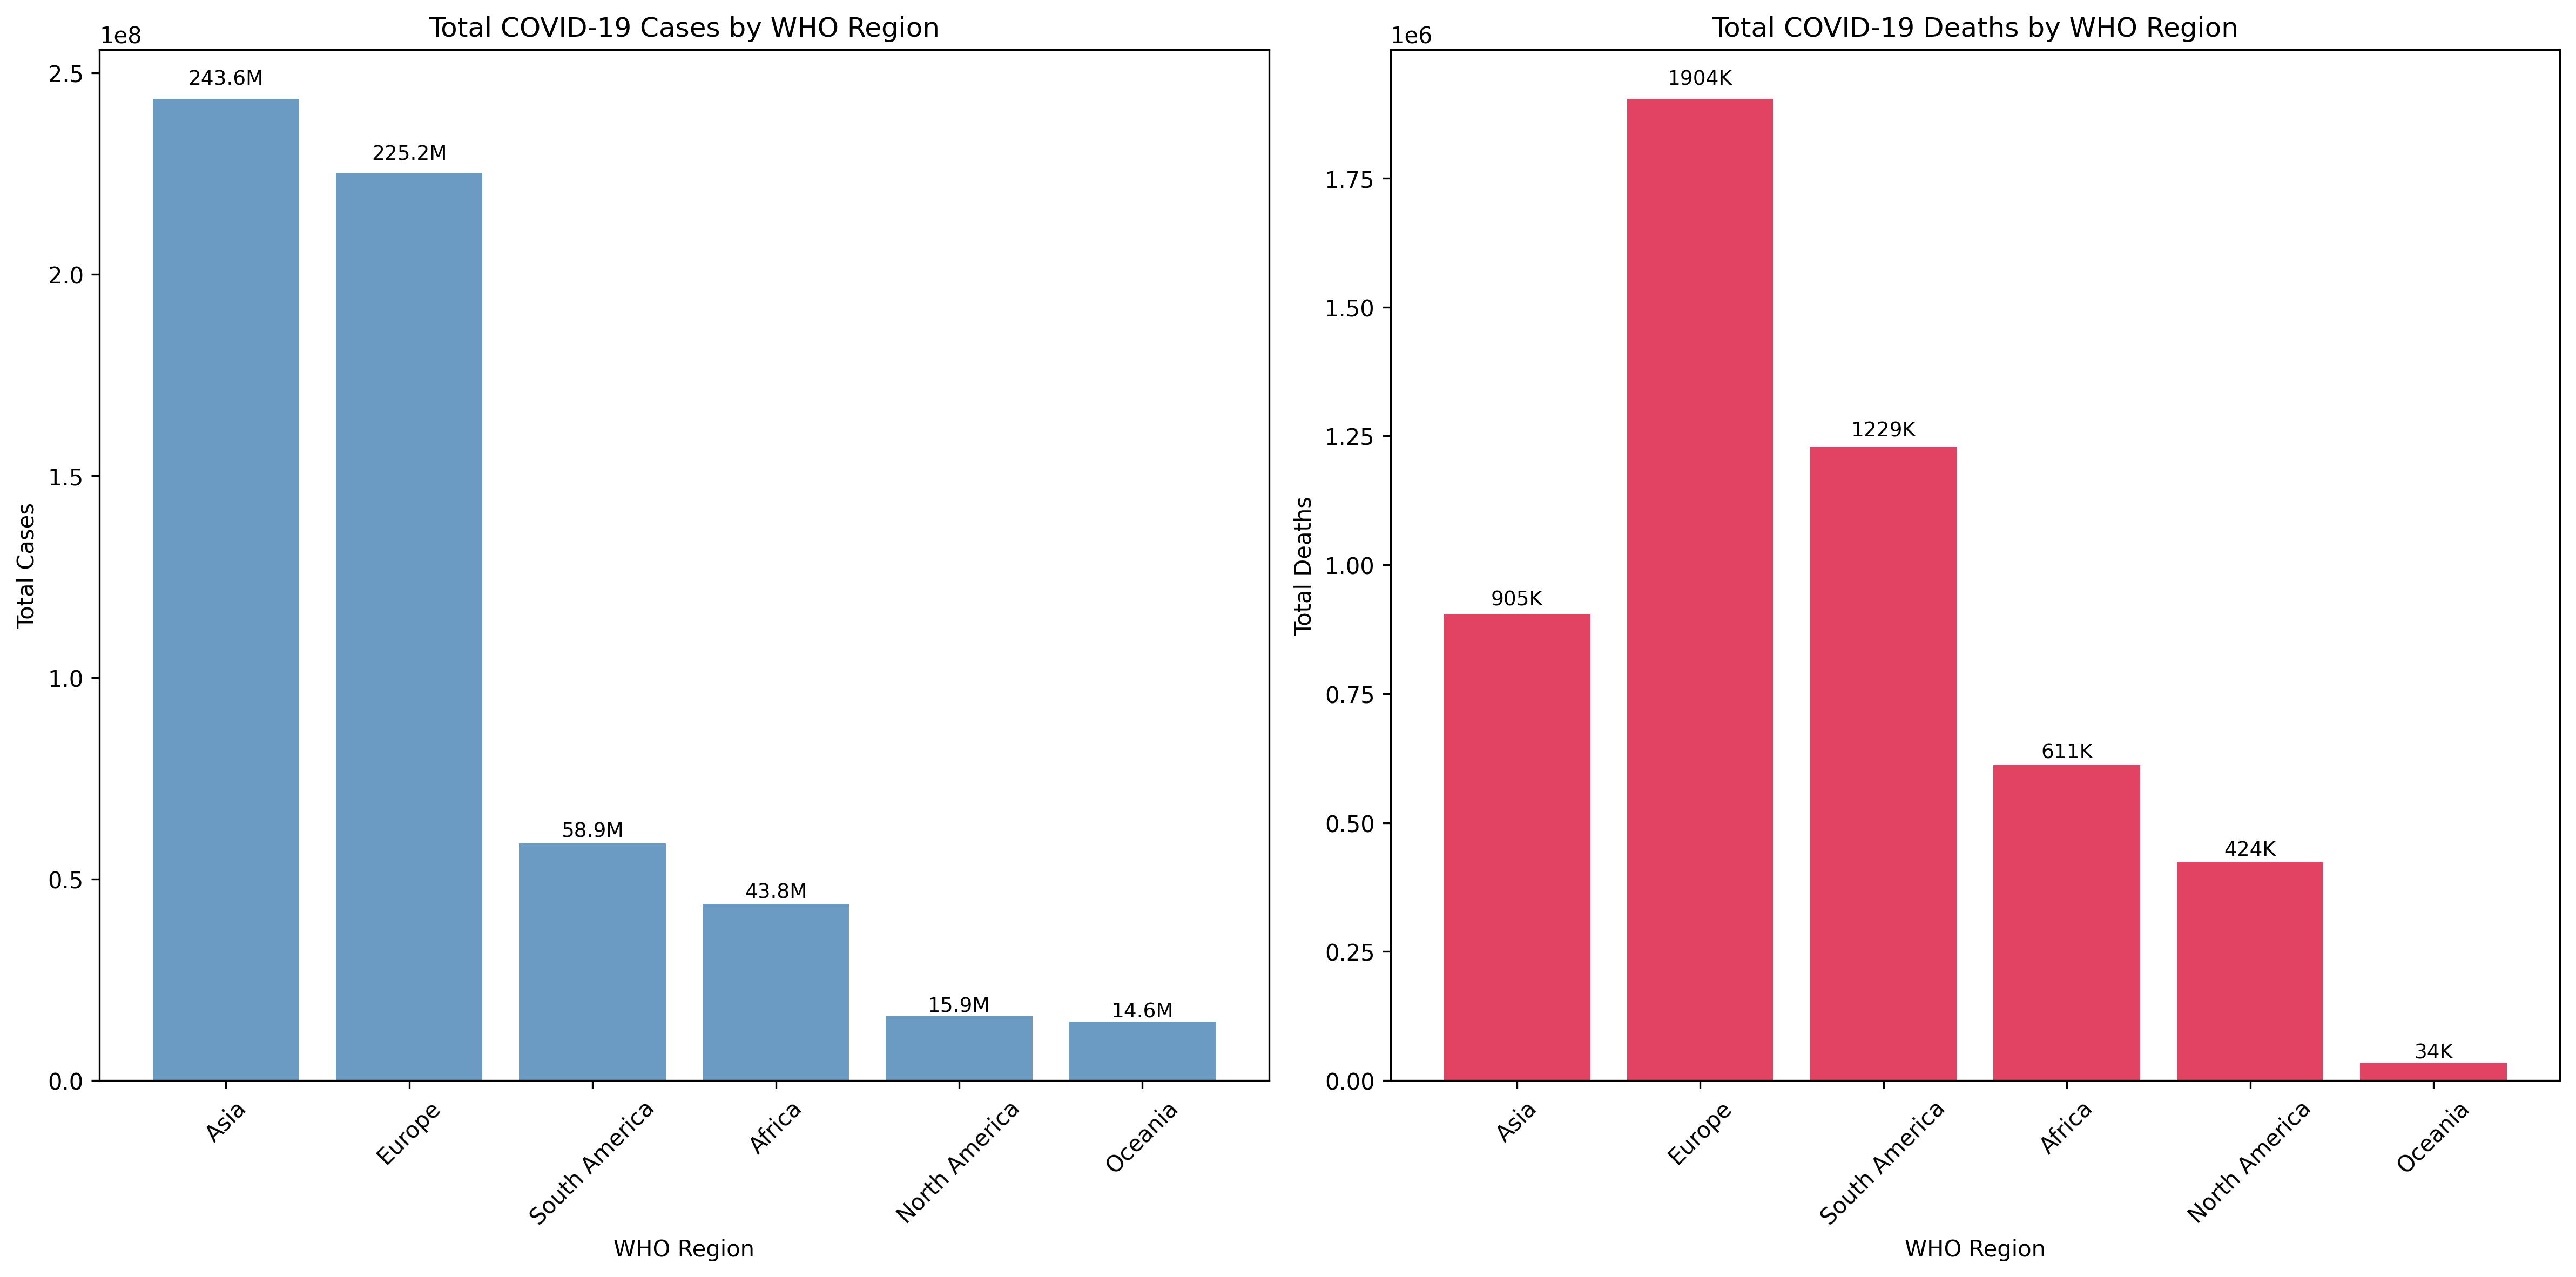 Total COVID-19 Cases by WHO Region
1e8
2.5
2.0
1.5
1.0
0.5
0.0
Total Cases
243.6M
225.2M
58.9M
43.8M
15.9M
14.6M
Asia
Europe
South America
Africa
North America
Oceania
WHO Region
Total COVID-19 Deaths by WHO Region
1e6
1.75
1.50
1.25
1.00
0.75
0.50
0.25
0.00
Total Deaths
905K
1904K
1229K
611K
424K
34K
Asia
Europe
South America
Africa
North America
Oceania
WHO Region